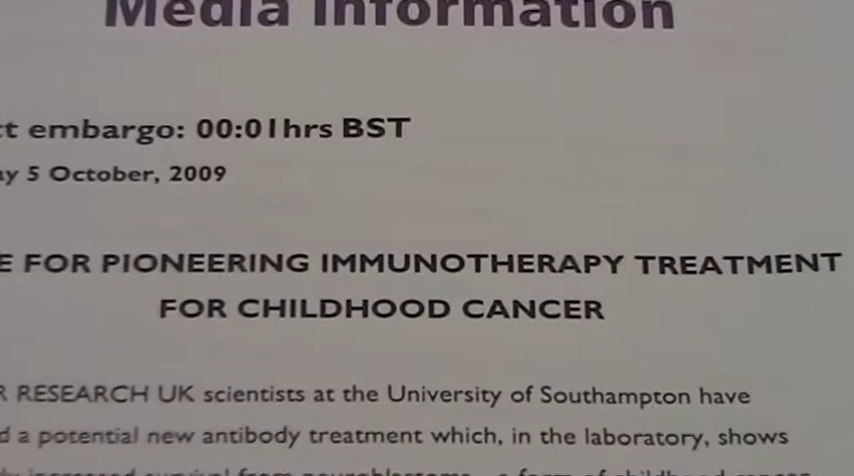 Media Information
embargo: 00:01hrs BST
5 October, 2009
FOR PIONEERING IMMUNOTHERAPY TREATMENT
FOR CHILDHOOD CANCER
RESEARCH UK scientists at the University of Southampton have
a potential new antibody treatment which, in the laboratory, shows